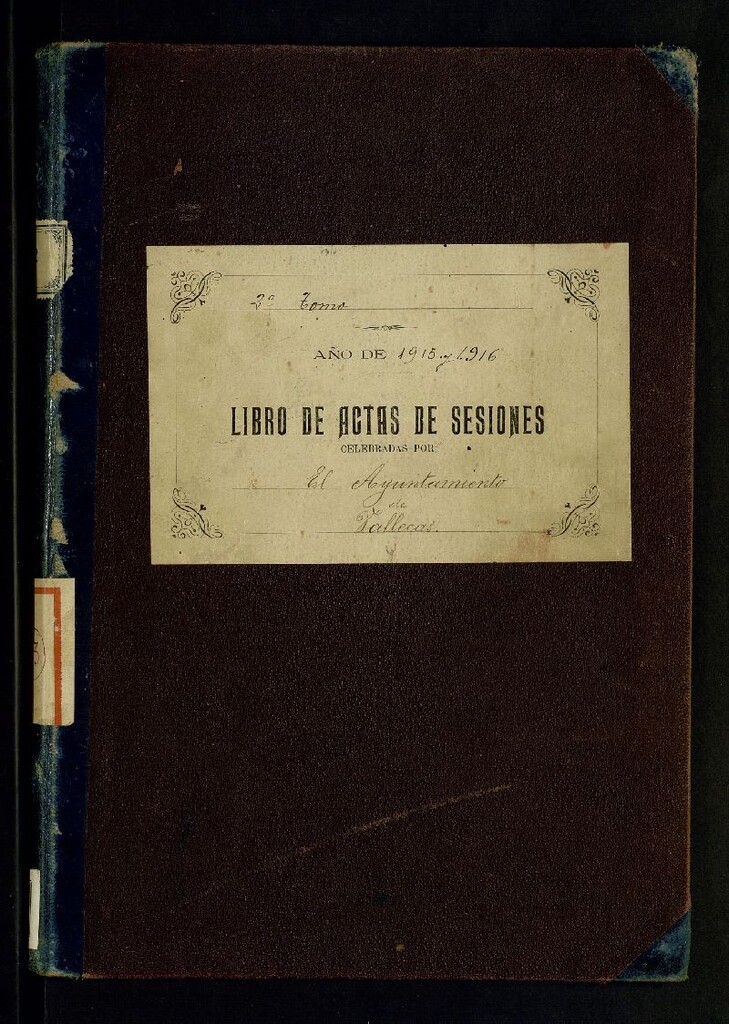 2º Tomo
AÑO DE 1915 y 1916
LIBRO DE ACTAS DE SESIONES
CELEBRADAS POR
El Ayuntamiento
de
Vallecas.